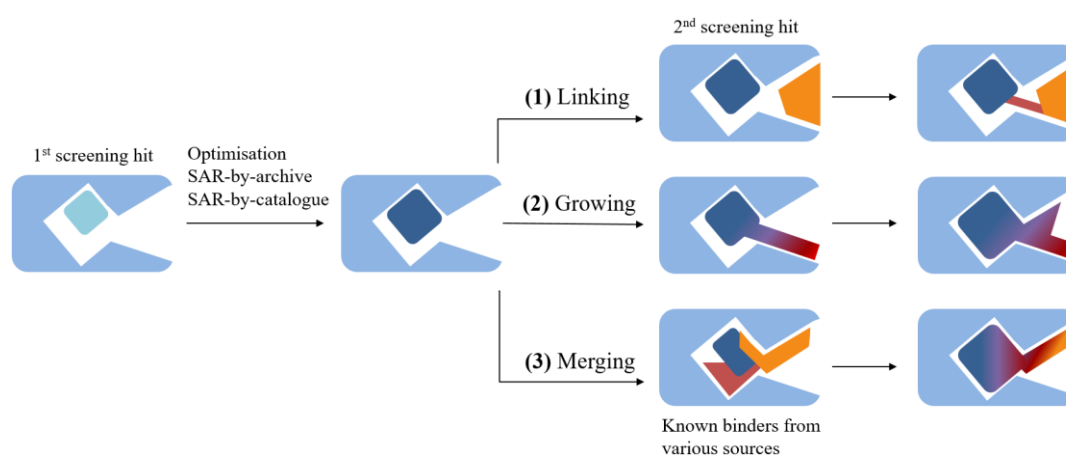 2nd screening hit
(1) Linking
1st screening hit
Optimisation
SAR-by-archive
SAR-by-catalogue
(2) Growing
(3) Merging
Known binders from
various sources